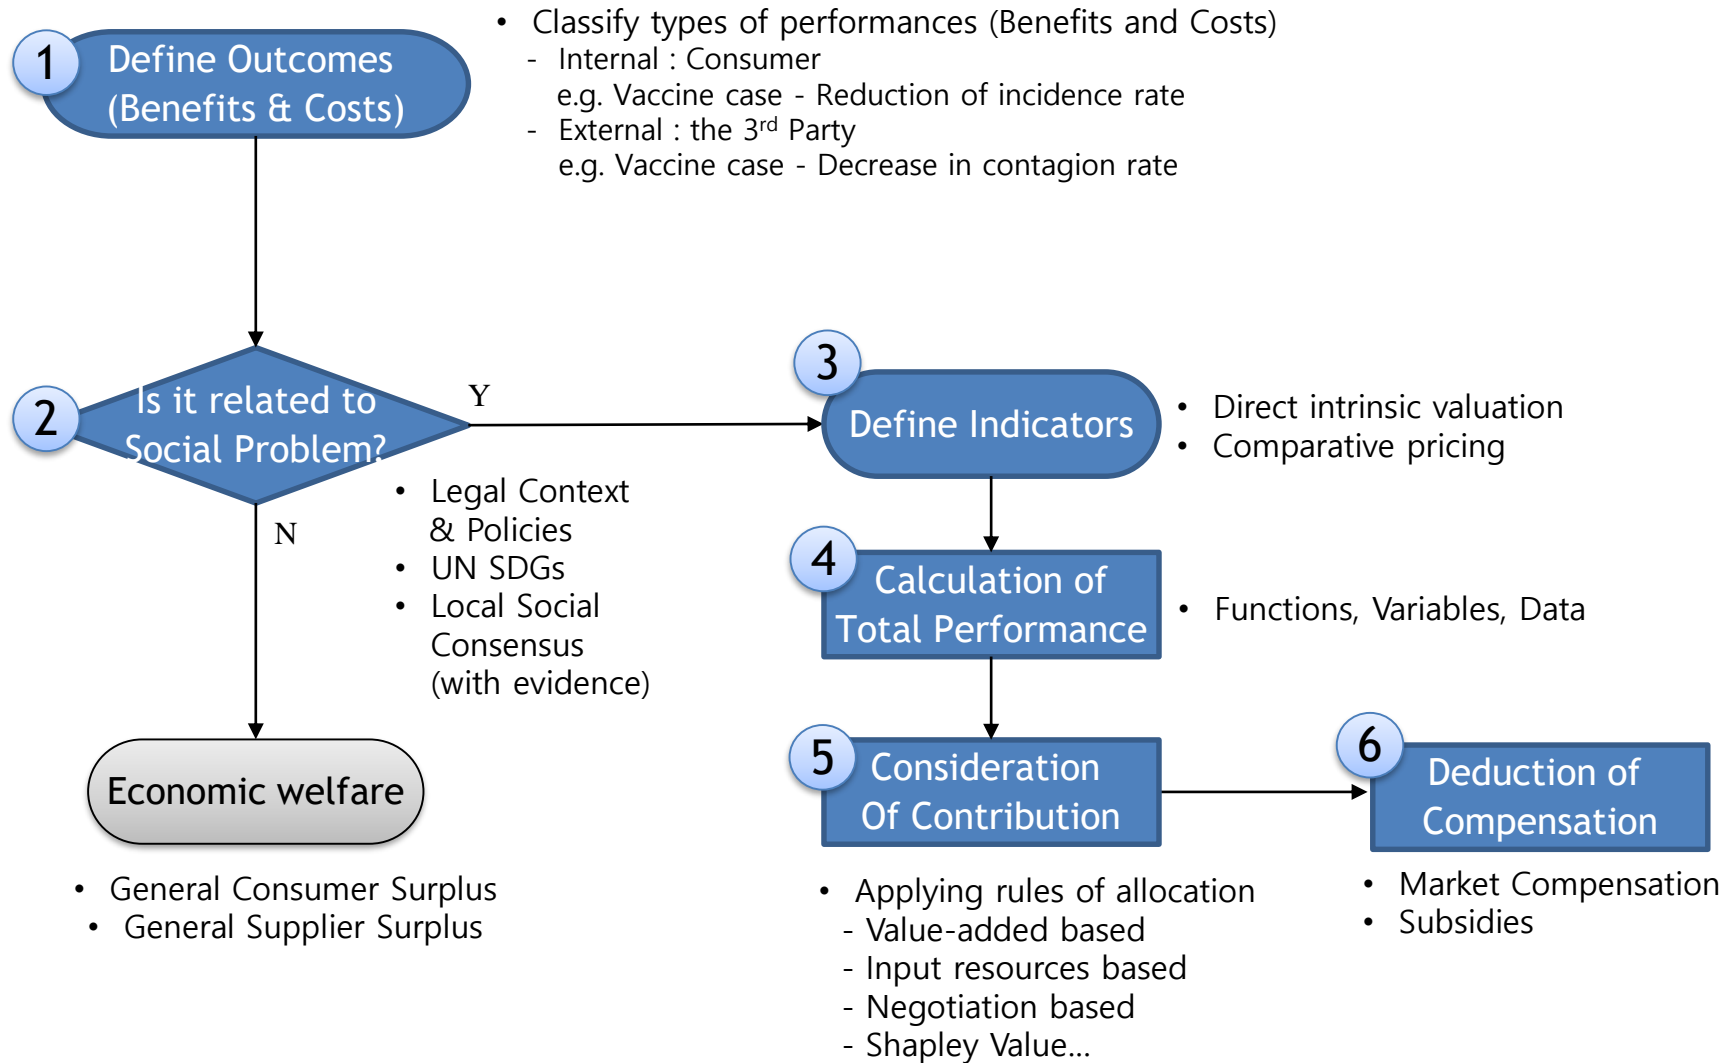 1
Define Outcomes
(Benefits & Costs)
• Classify types of performances (Benefits and Costs)
- Internal : Consumer
e.g. Vaccine case - Reduction of incidence rate
- External : the 3rd Party
e.g. Vaccine case - Decrease in contagion rate
2
Is it related to
Social Problem?
Y
N
• Legal Context
& Policies
• UN SDGs
• Local Social
Consensus
(with evidence)
Economic welfare
• General Consumer Surplus
• General Supplier Surplus
3
Define Indicators
• Direct intrinsic valuation
• Comparative pricing
4
Calculation of
Total Performance
• Functions, Variables, Data
5
Consideration
Of Contribution
• Applying rules of allocation
- Value-added based
- Input resources based
- Negotiation based
- Shapley Value...
6
Deduction of
Compensation
• Market Compensation
• Subsidies